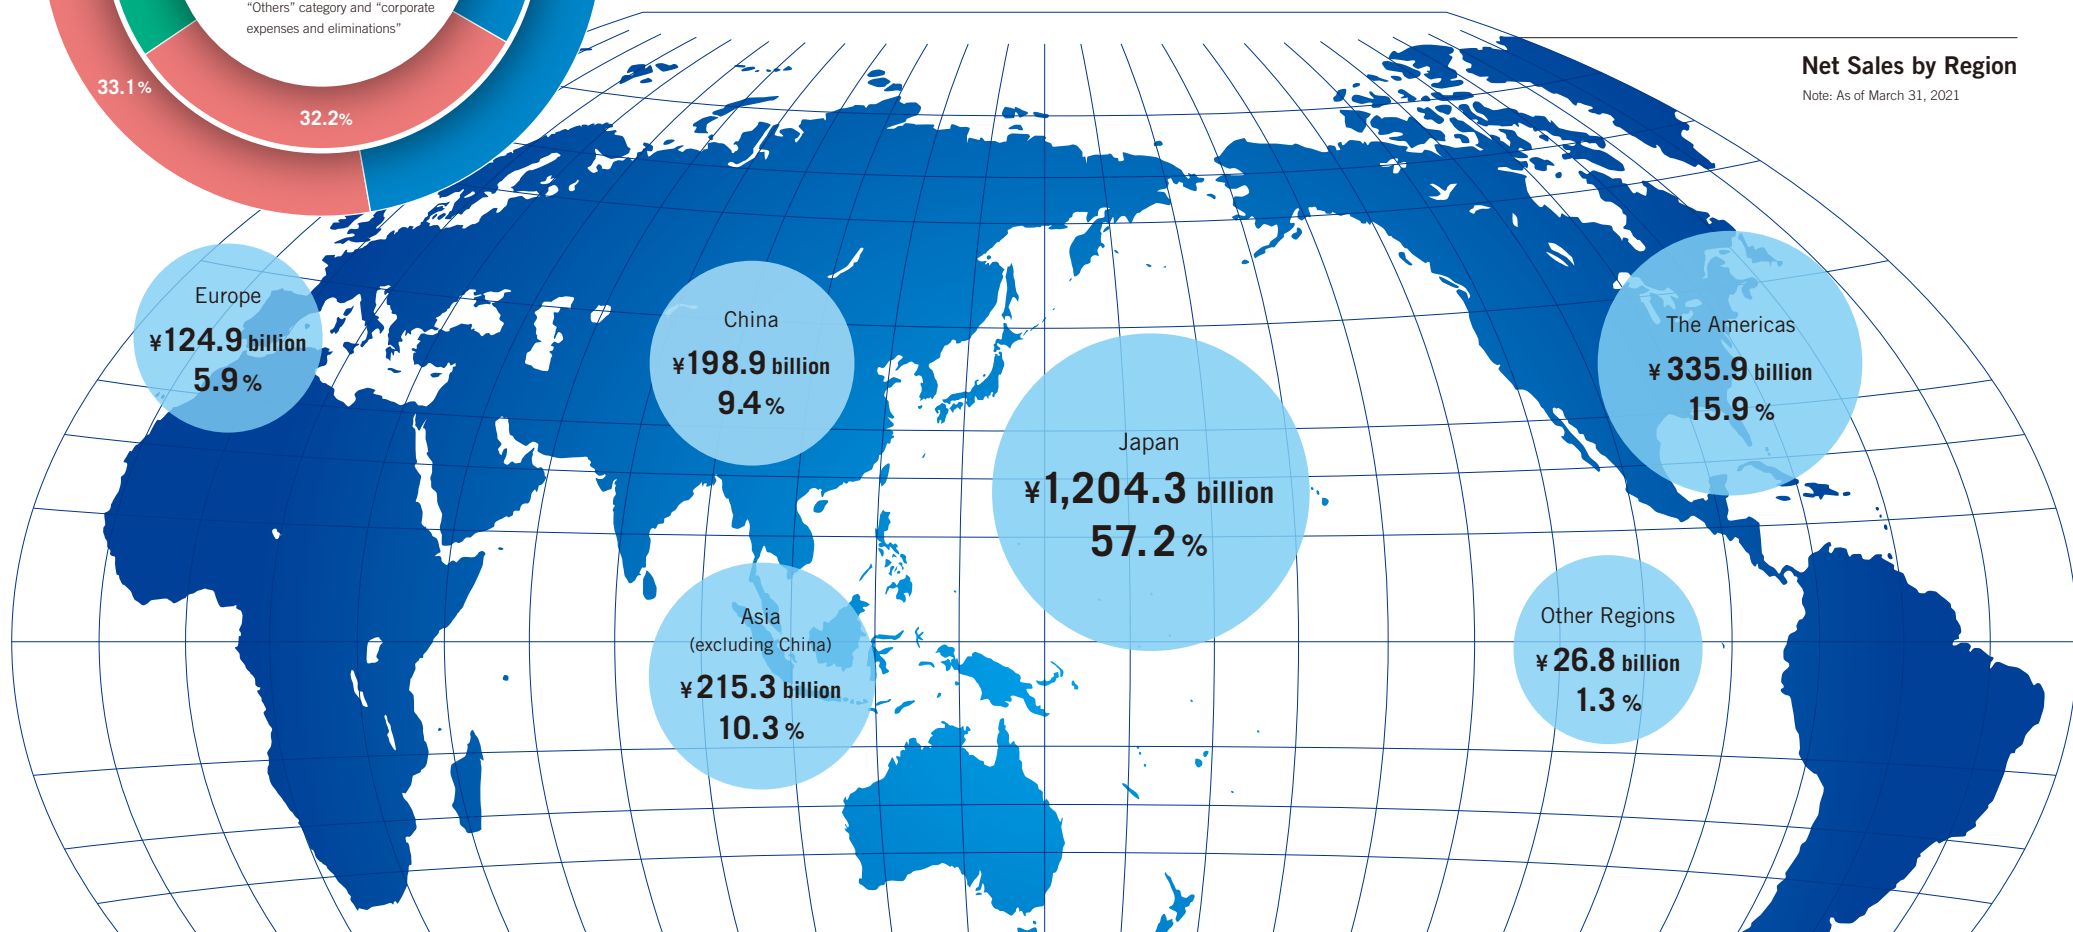 “Others” category and “corporate
expenses and eliminations”
33.1%
32.2%
Net Sales by Region
Note: As of March 31, 2021
Europe
¥124.9 billion
5.9%
China
¥198.9 billion
9.4%
Japan
¥1,204.3 billion
57.2%
The Americas
¥335.9 billion
15.9%
Asia
(excluding China)
¥215.3 billion
10.3%
Other Regions
¥26.8 billion
1.3%